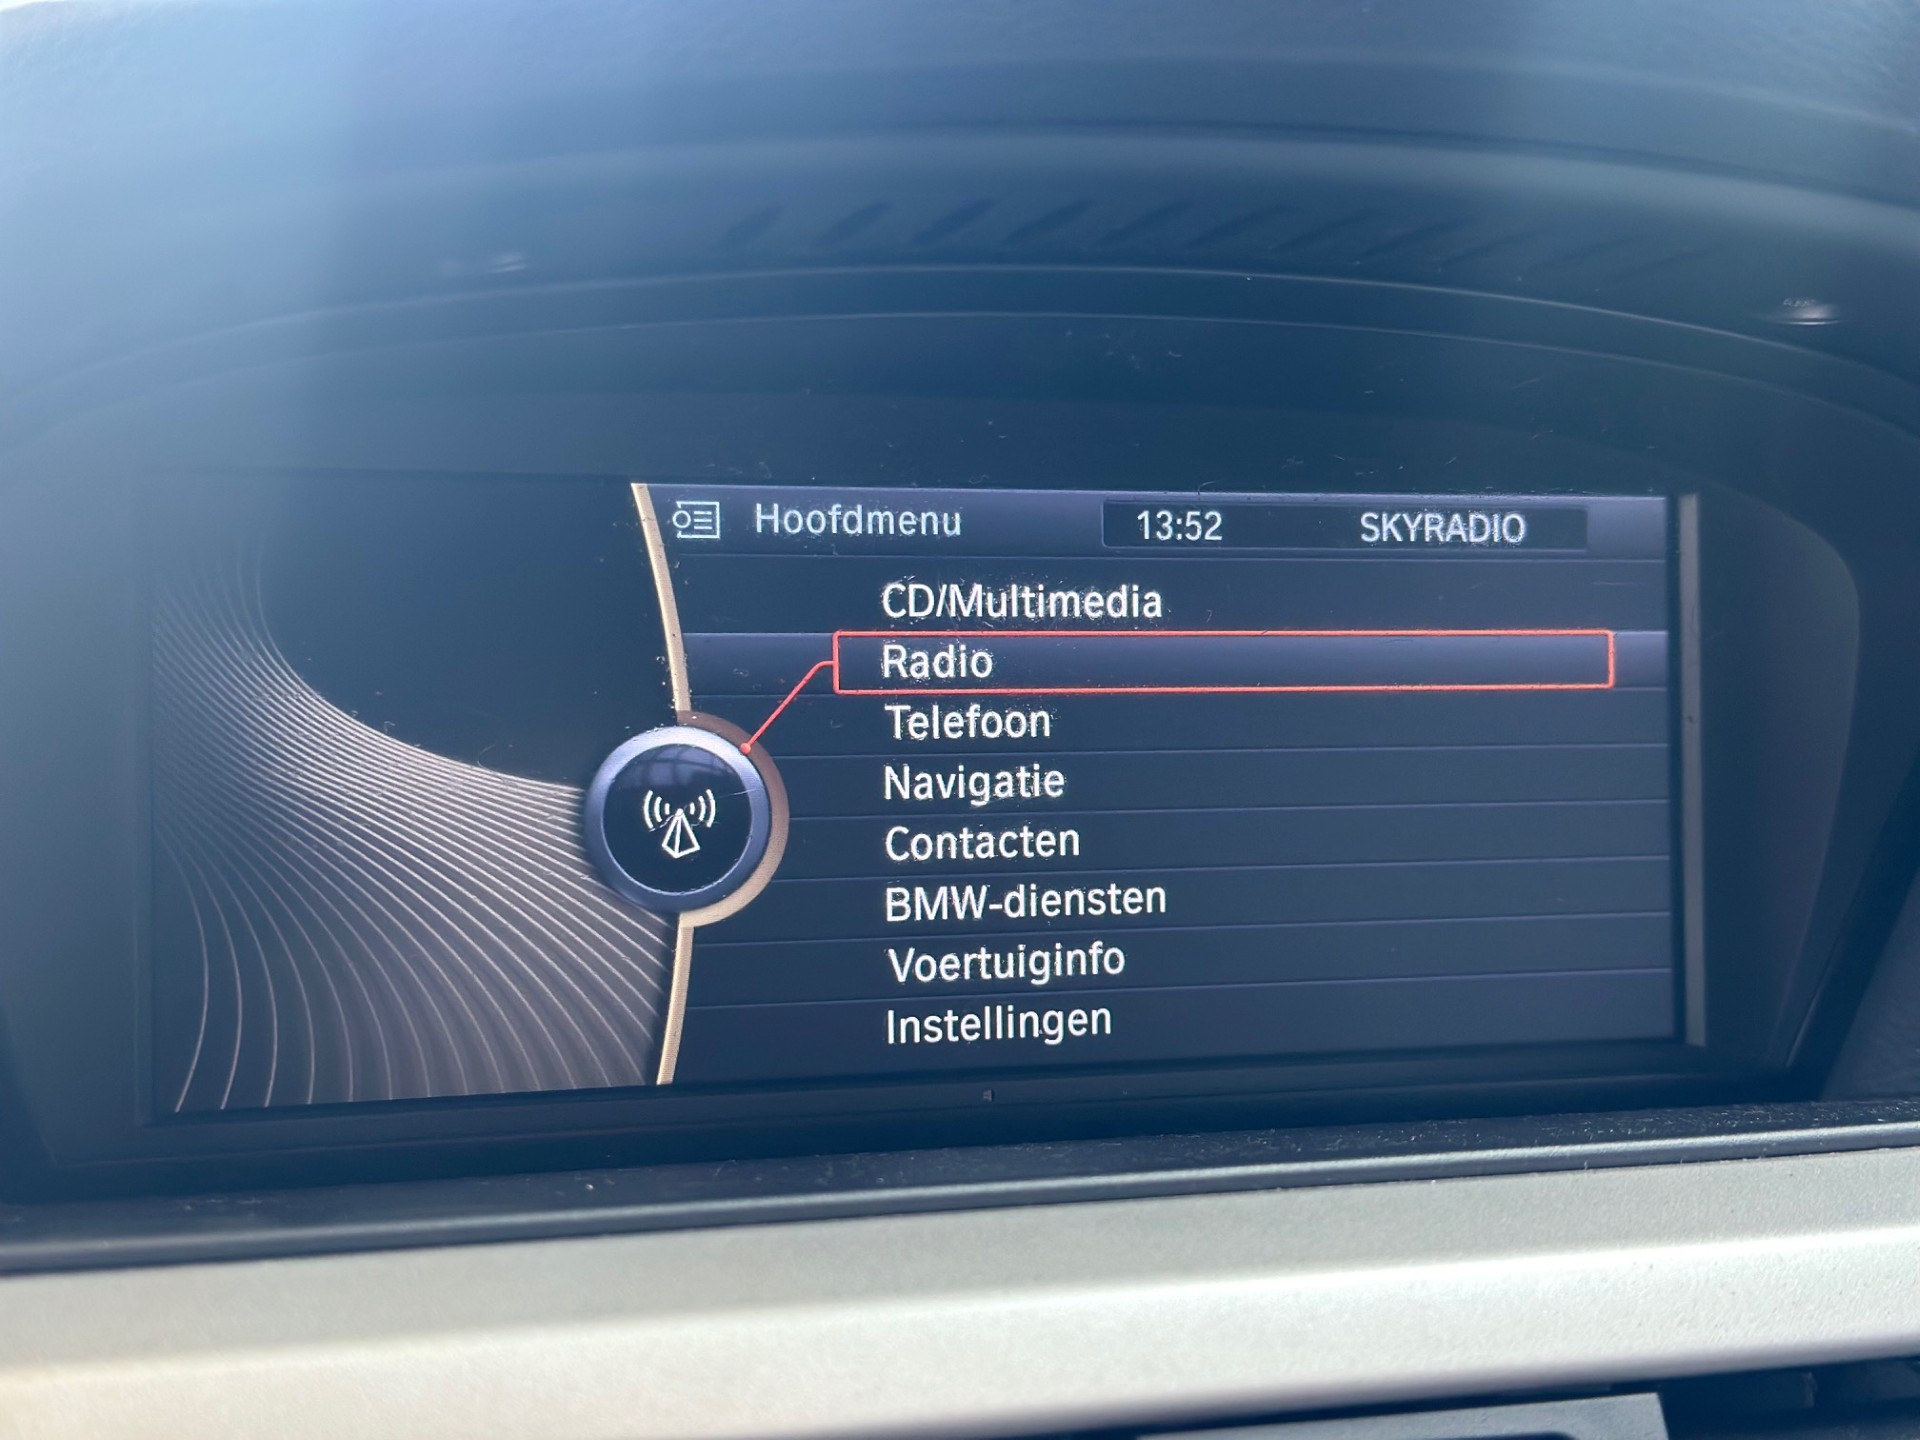 Hoofdmenu 13:52 SKYRADIO
CD/Multimedia
Radio
Telefoon
Navigatie
Contacten
BMW-diensten
Voertuiginfo
Instellingen